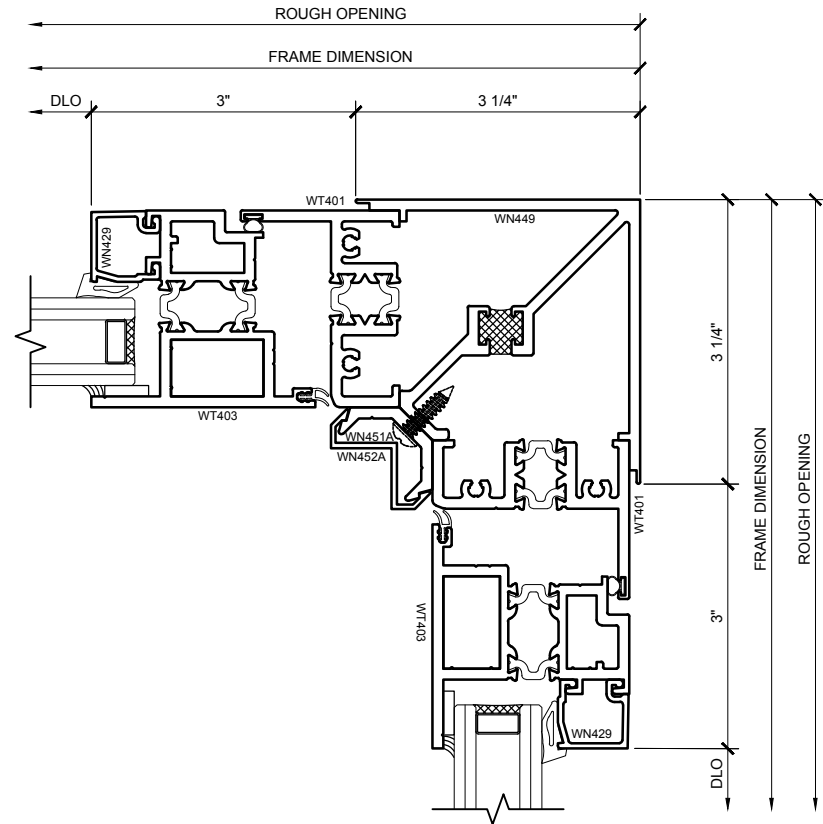 ROUGH OPENING
FRAME DIMENSION
DLO 3" 3 1/4"
WT401
WN449
WN429
3 1/4"
WT403
WN451A
WN452A
FRAME DIMENSION
ROUGH OPENING
WT401
WT403
3"
WN429
DLO